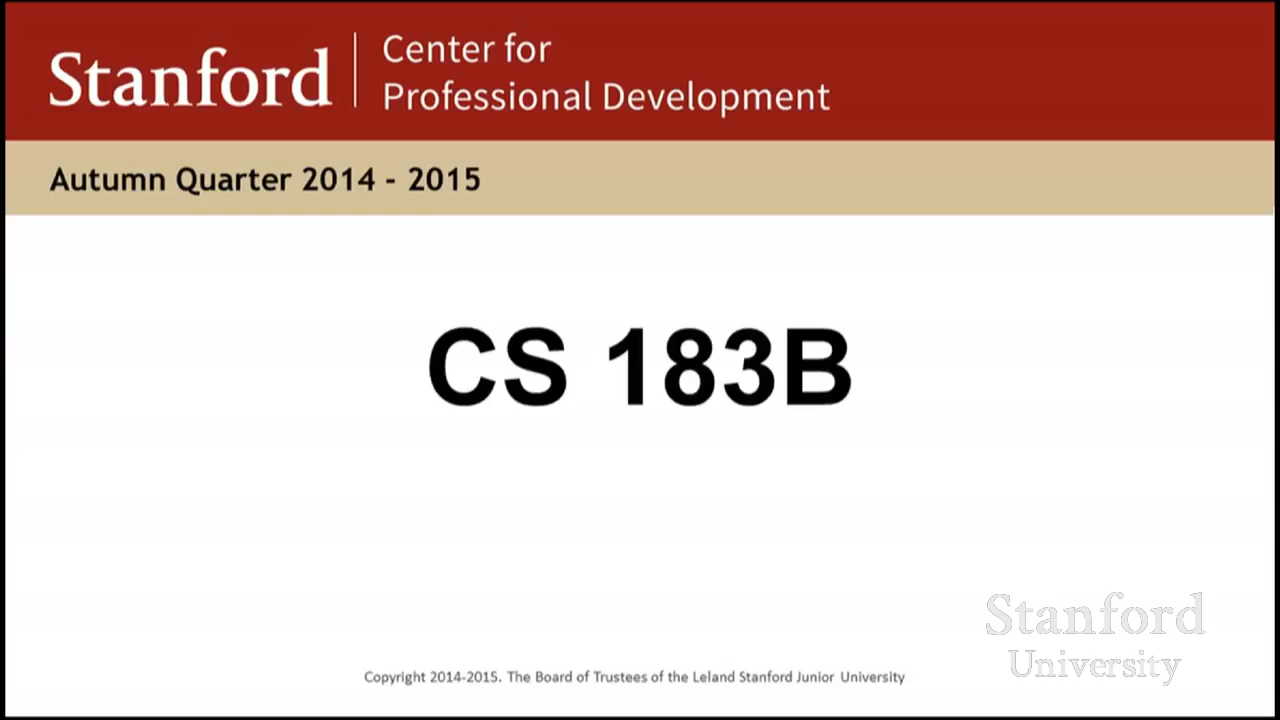 Stanford
Center for
Professional Development
Autumn Quarter 2014 - 2015
CS 183B
Stanford
University
Copyright 2014-2015. The Board of Trustees of the Leland Stanford Junior University